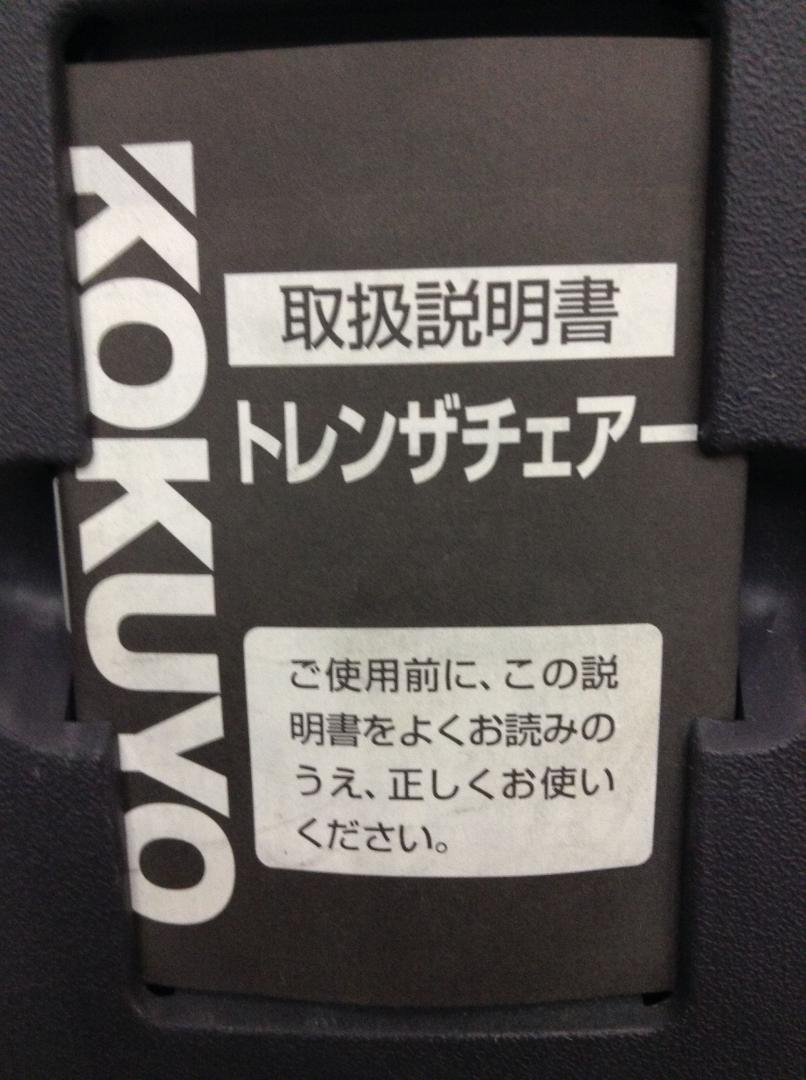 KOKUYO
取扱説明書
トレンザチェアー
ご使用前に、この説
明書をよくお読みの
うえ、正しくお使い
ください。